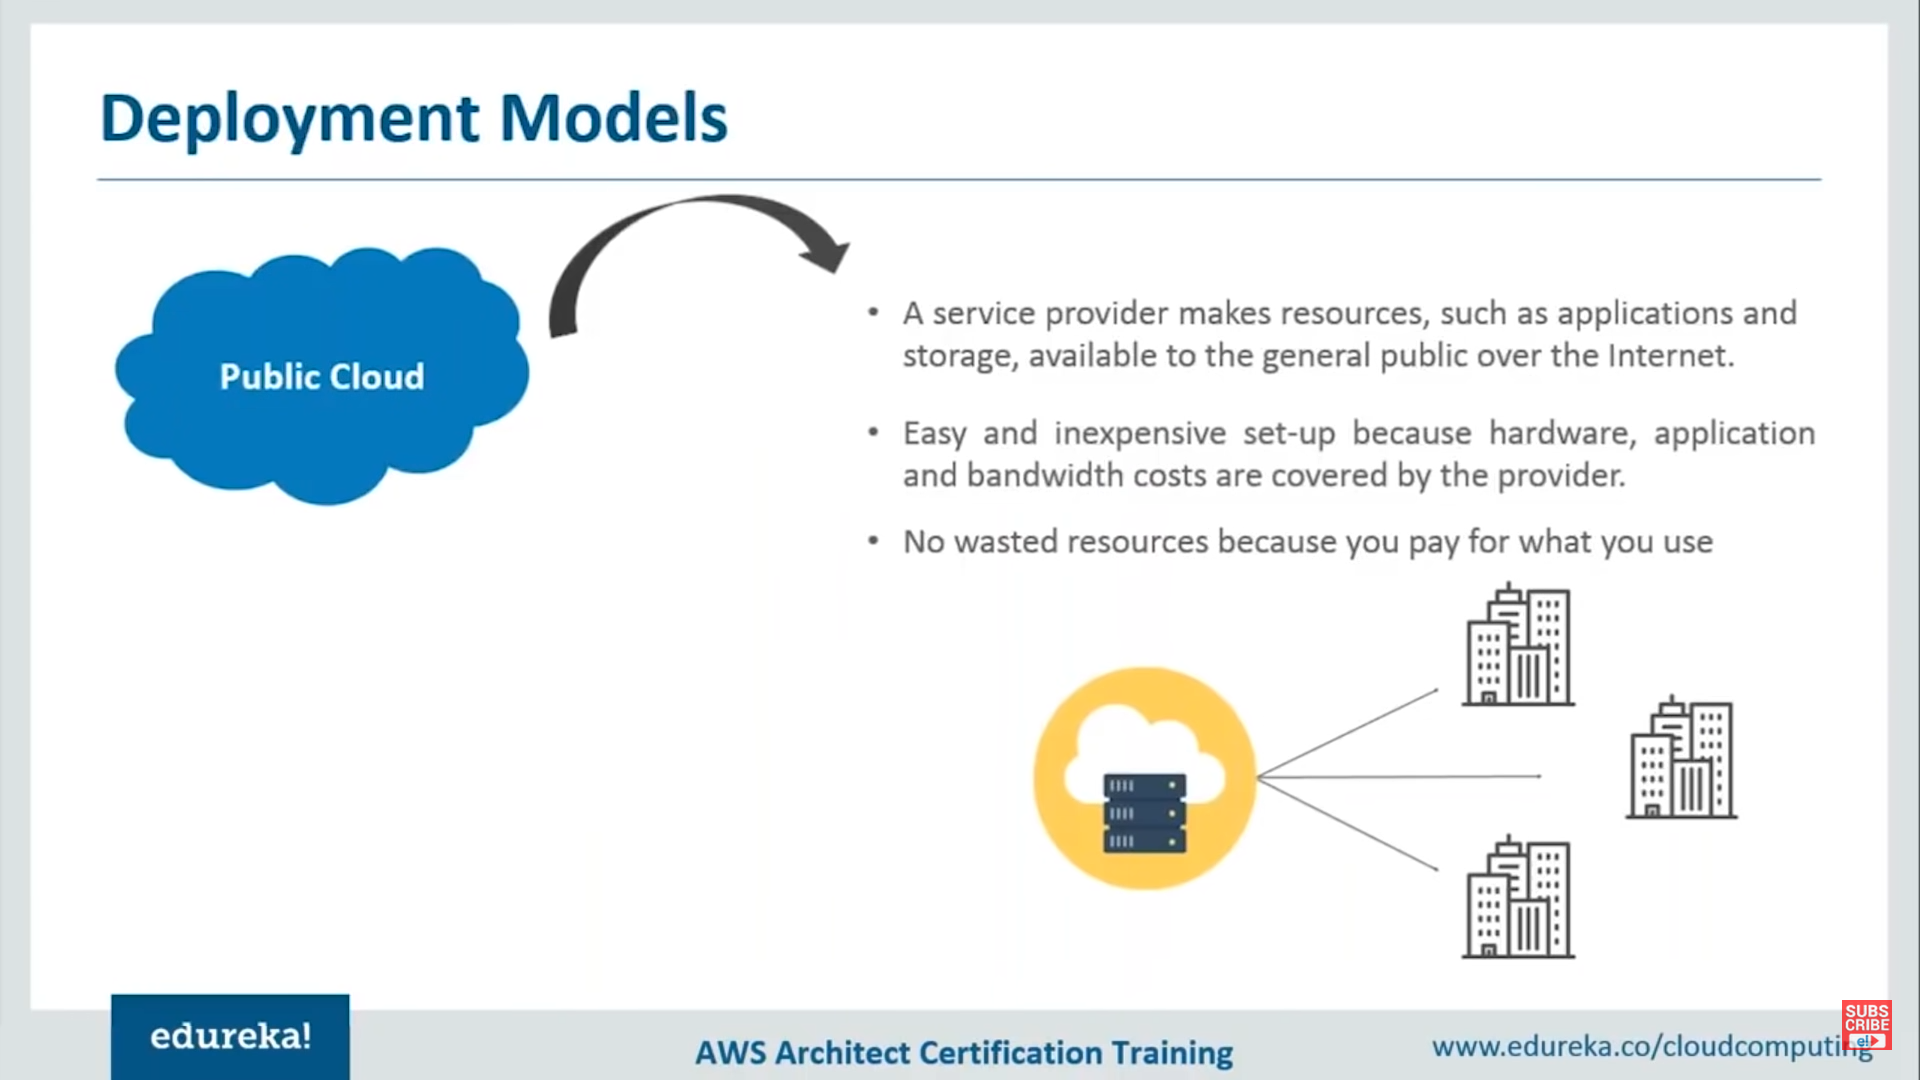 Deployment Models
Public Cloud
• A service provider makes resources, such as applications and
storage, available to the general public over the Internet.
• Easy and inexpensive set-up because hardware, application
and bandwidth costs are covered by the provider.
• No wasted resources because you pay for what you use
edureka!
AWS Architect Certification Training
www.edureka.co/cloudcomputing
SUBS
CRIBE
e!